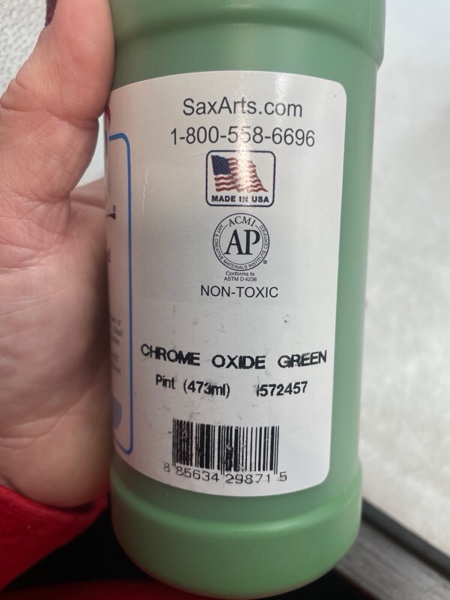 SaxArts.com
1-800-558-6696
MADE IN USA
ACMI
AP
Conforms to
ASTM D 4236
NON-TOXIC
CHROME OXIDE GREEN
Pint (473ml) 1572457
8 85634 29871 5